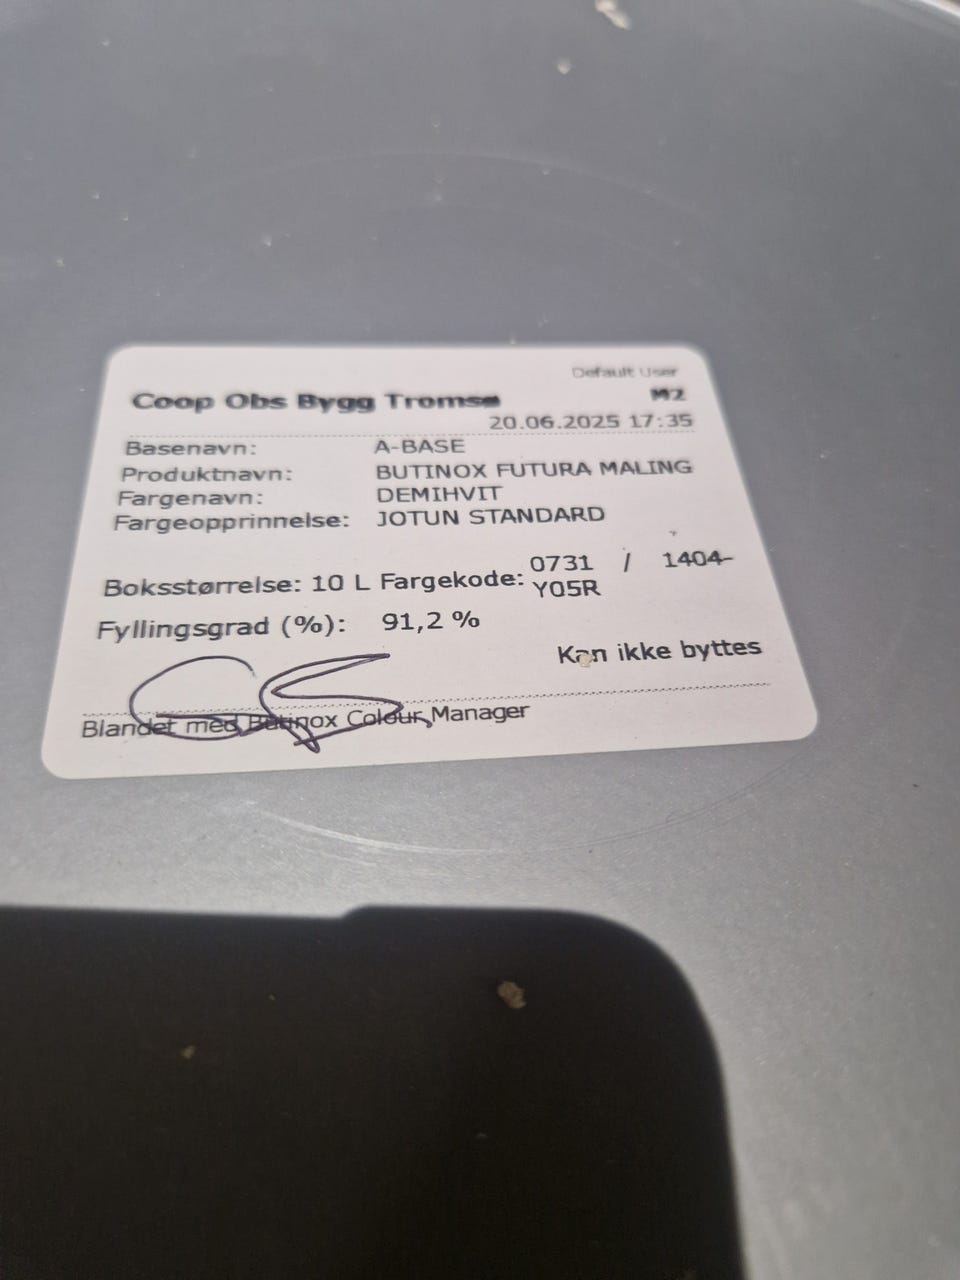 Default User
Coop Obs Bygg Tromsø
M2
20.06.2025 17:35
Basenavn: A-BASE
Produktnavn: BUTINOX FUTURA MALING
Fargenavn: DEMIHVIT
Fargeopprinnelse: JOTUN STANDARD
Boksstørrelse: 10 L Fargekode: 0731 / 1404-
Y05R
Fyllingsgrad (%): 91,2 %
Kan ikke byttes
Blandet med Butinox Colour Manager